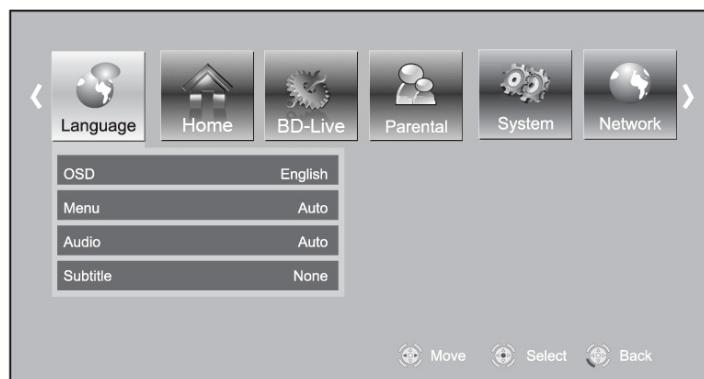 Language Home BD-Live Parental System Network
OSD English
Menu Auto
Audio Auto
Subtitle None
Move Select Back